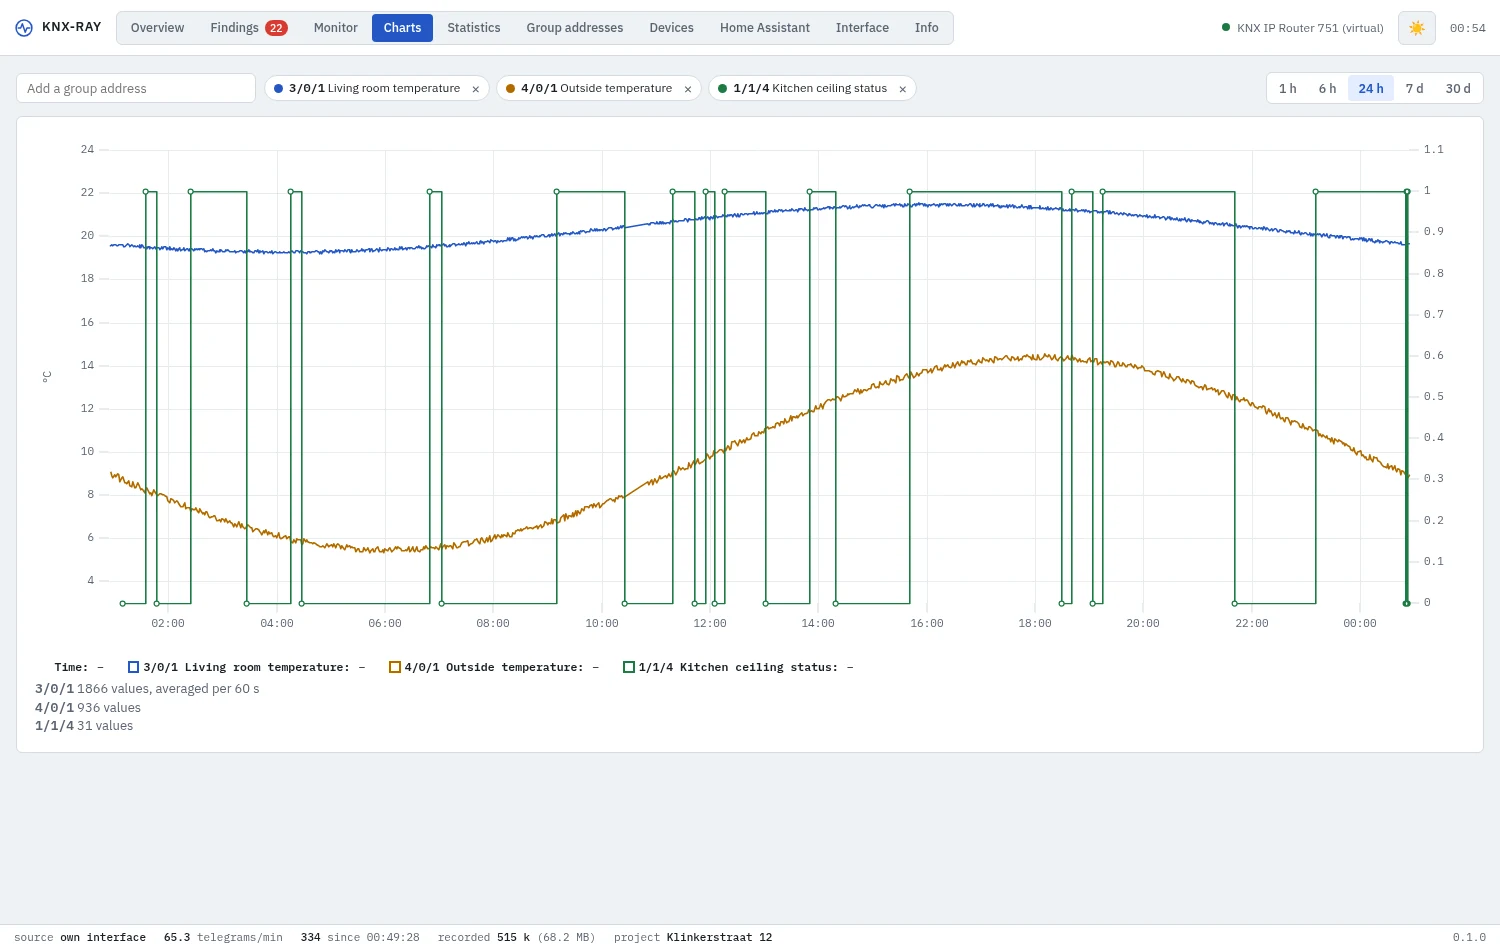 KNX-RAY Overview Findings 22 Monitor Charts Statistics Group addresses Devices Home Assistant Interface Info KNX IP Router 751 (virtual) 00:54
Add a group address 3/0/1 Living room temperature × 4/0/1 Outside temperature × 1/1/4 Kitchen ceiling status × 1 h 6 h 24 h 7 d 30 d
24 1.1
22 1
20 0.9
18 0.8
16 0.7
14 0.6
°C
12 0.5
10 0.4
8 0.3
6 0.2
4 0.1
0
02:00 04:00 06:00 08:00 10:00 12:00 14:00 16:00 18:00 20:00 22:00 00:00
Time: – 3/0/1 Living room temperature: – 4/0/1 Outside temperature: – 1/1/4 Kitchen ceiling status: –
3/0/1 1866 values, averaged per 60 s
4/0/1 936 values
1/1/4 31 values
source own interface 65.3 telegrams/min 334 since 00:49:28 recorded 515 k (68.2 MB) project Klinkerstraat 12 0.1.0